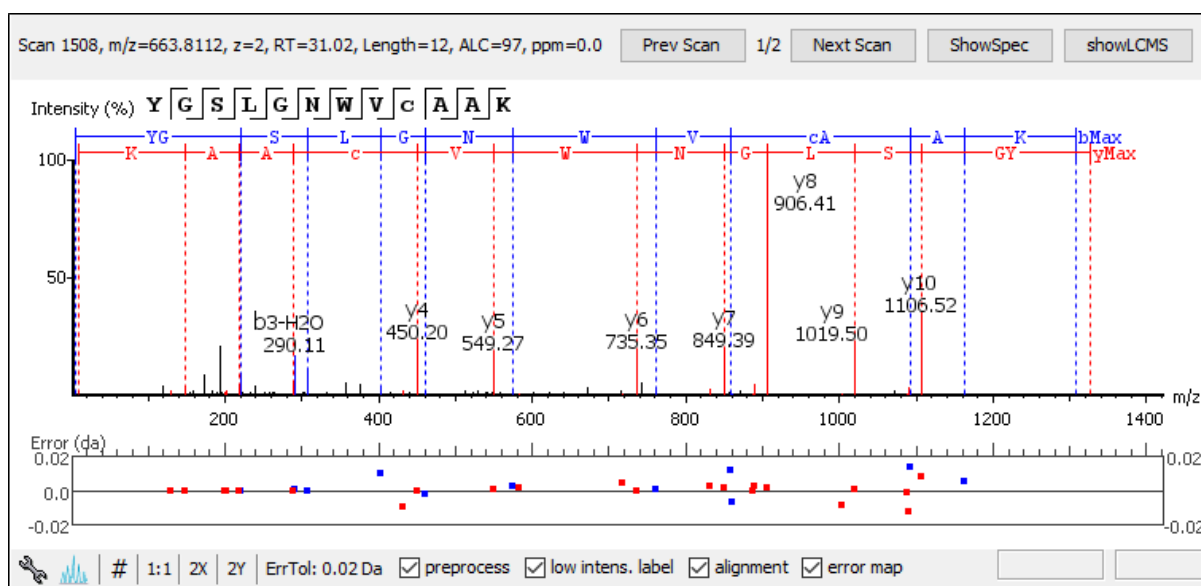 Scan 1508, m/z=663.8112, z=2, RT=31.02, Length=12, ALC=97, ppm=0.0 Prev Scan 1/2 Next Scan ShowSpec showLCMS
Intensity (%) Y G S L G N W V c A A K
YG S L G N W V cA A K bMax
K A A c V W N G L S GY yMax
100
y8
906.41
50
y10
1106.52
b3-H2O
290.11
y4
450.20
y5
549.27
y6
735.35
y7
849.39
y9
1019.50
200 400 600 800 1000 1200 1400 m/z
Error (da)
0.02 0.02
0.0 0.0
-0.02 -0.02
# 1:1 2X 2Y ErrTol: 0.02 Da preprocess low intens. label alignment error map